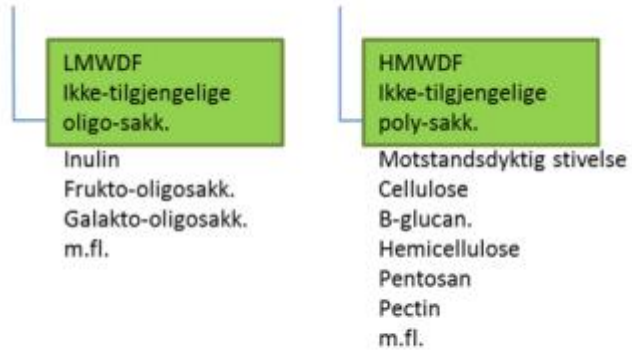 LMWDF
Ikke-tilgjengelige
oligo-sakk.
Inulin
Frukto-oligosakk.
Galakto-oligosakk.
m.fl.
HMWDF
Ikke-tilgjengelige
poly-sakk.
Motstandsdyktig stivelse
Cellulose
B-glucan.
Hemicellulose
Pentosan
Pectin
m.fl.